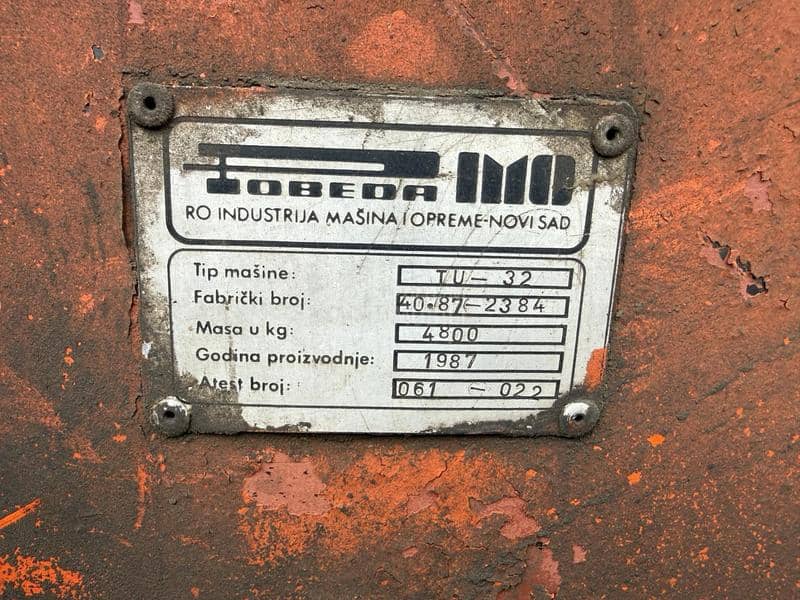 POBEDA IMO
RO INDUSTRIJA MAŠINA I OPREME-NOVI SAD
Tip mašine: TU-32
Fabrički broj: 40.87-2384
Masa u kg: 4800
Godina proizvodnje: 1987
Atest broj: 061 - 022